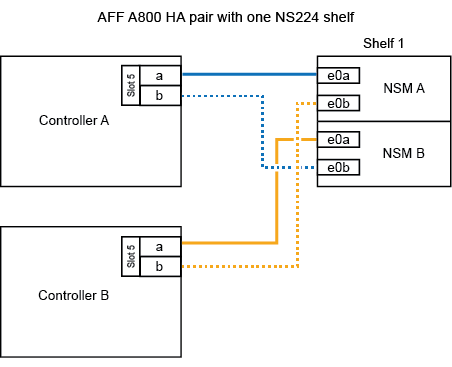 AFF A800 HA pair with one NS224 shelf
Shelf 1
Controller A
Slot 5
a
b
e0a
e0b
NSM A
e0a
e0b
NSM B
Controller B
Slot 5
a
b